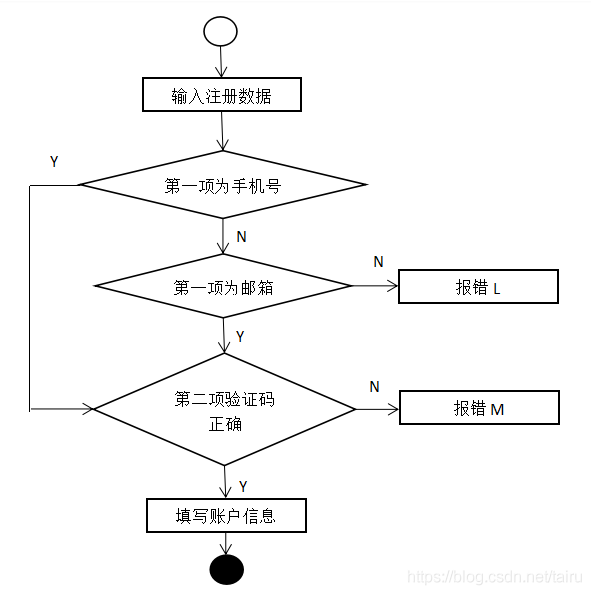 输入注册数据
Y
第一项为手机号
N
第一项为邮箱
N
报错 L
Y
第二项验证码
正确
N
报错 M
Y
填写账户信息
https://blog.csdn.net/tairu